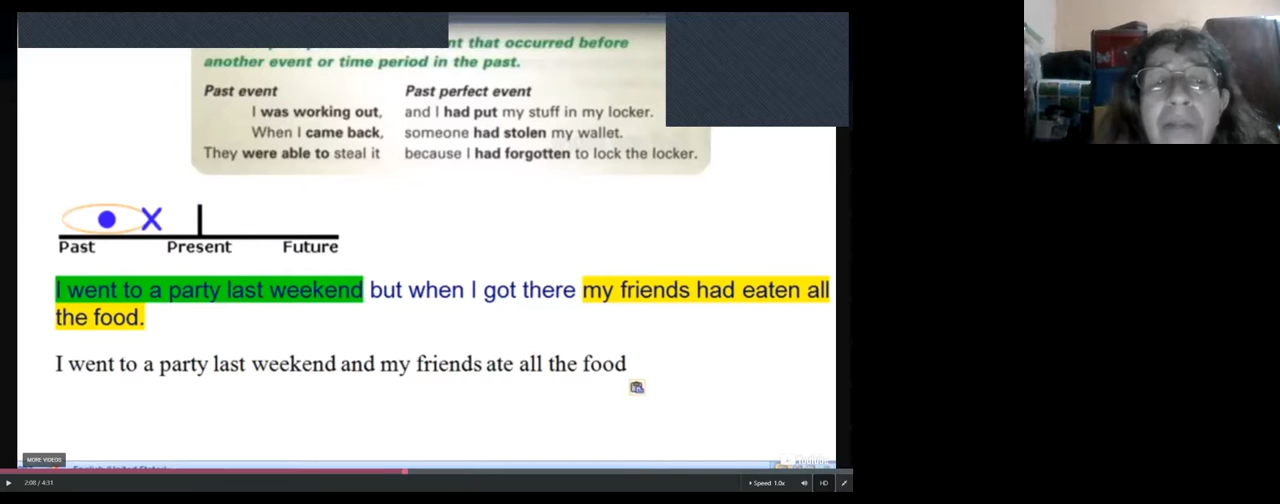 nt that occurred before
another event or time period in the past.
Past event Past perfect event
I was working out, and I had put my stuff in my locker.
When I came back, someone had stolen my wallet.
They were able to steal it because I had forgotten to lock the locker.
Past Present Future
I went to a party last weekend but when I got there my friends had eaten all
the food.
I went to a party last weekend and my friends ate all the food
MORE VIDEOS
English (United States)
YouTube
2:08 / 4:31
Speed 1.0x
HD